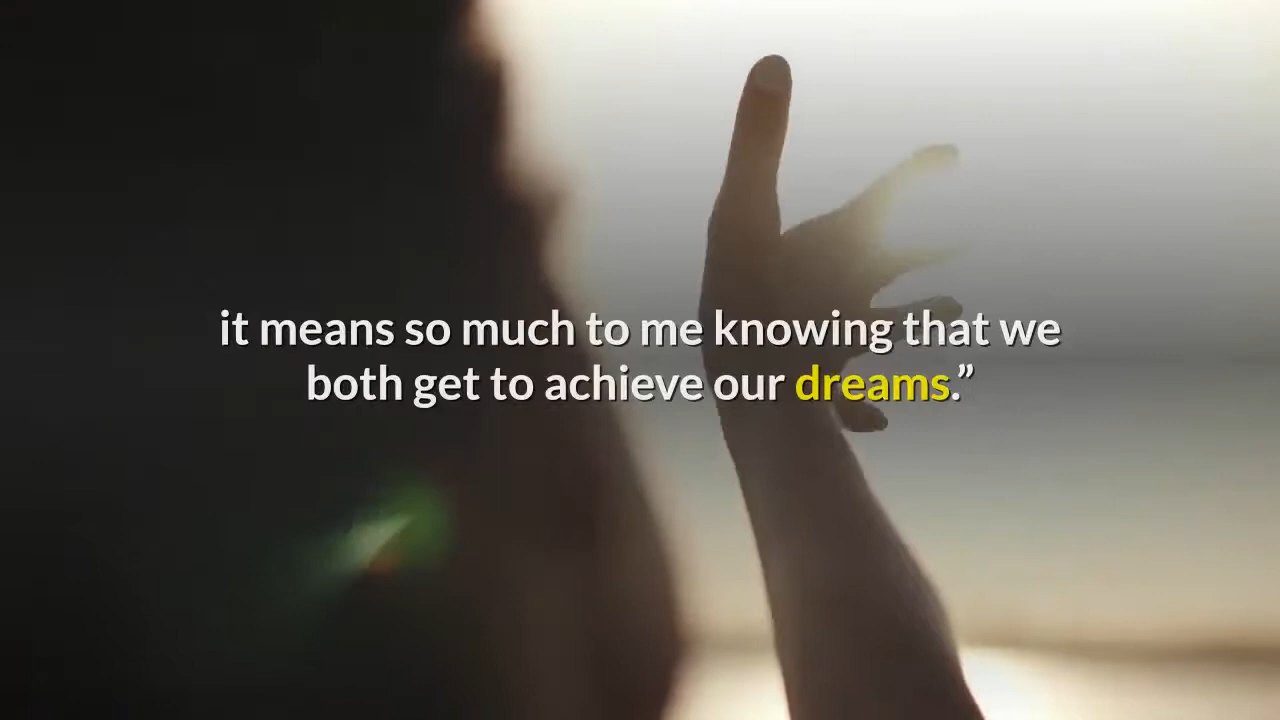 it means so much to me knowing that we
both get to achieve our dreams.”